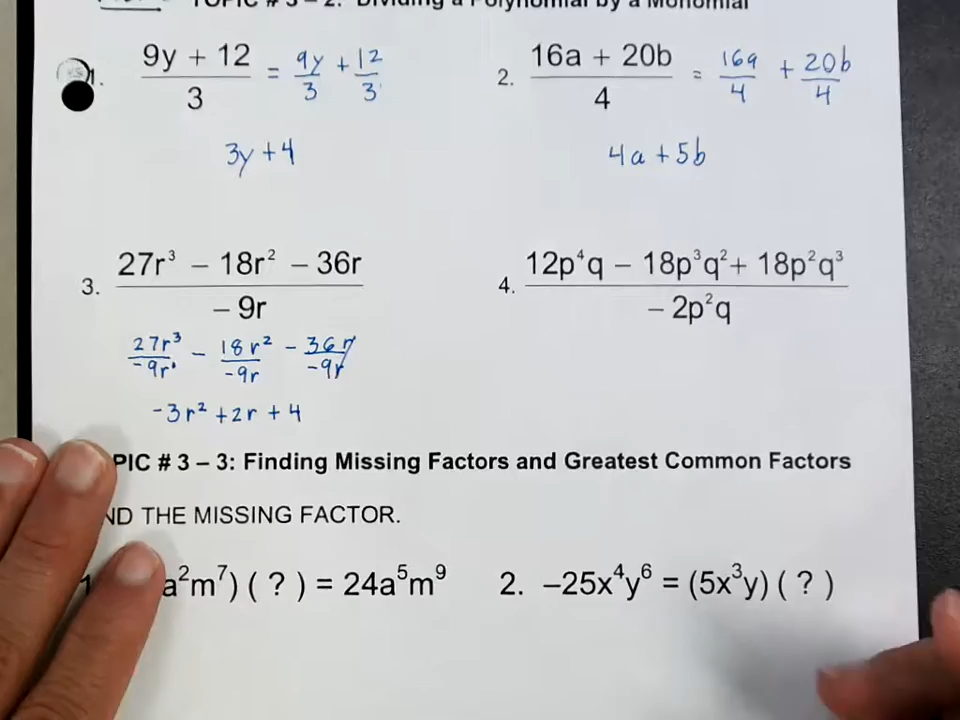 TOPIC # 3 – 2: Dividing a Polynomial by a Monomial
1. 9y + 12 / 3 = 9y/3 + 12/3
3y + 4
2. 16a + 20b / 4 = 16a/4 + 20b/4
4a + 5b
3. 27r³ – 18r² – 36r / – 9r
27r³/-9r - 18r²/-9r - 36r/-9r
-3r² + 2r + 4
4. 12p⁴q – 18p³q² + 18p²q³ / – 2p²q
PIC # 3 – 3: Finding Missing Factors and Greatest Common Factors
ND THE MISSING FACTOR.
a²m⁷) ( ? ) = 24a⁵m⁹
2. –25x⁴y⁶ = (5x³y) ( ? )